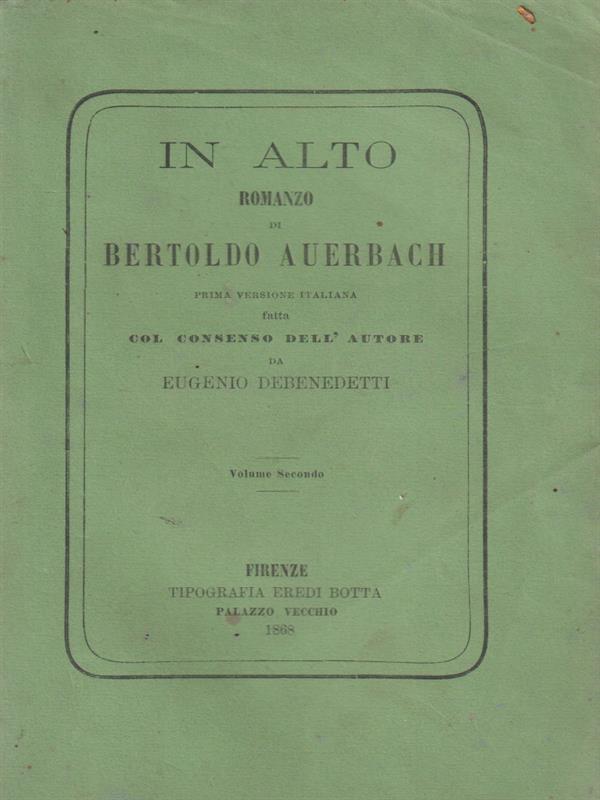 IN ALTO
ROMANZO
DI
BERTOLDO AUERBACH
PRIMA VERSIONE ITALIANA
fatta
COL CONSENSO DELL' AUTORE
DA
EUGENIO DEBENEDETTI
Volume Secondo
FIRENZE
TIPOGRAFIA EREDI BOTTA
PALAZZO VECCHIO
1868